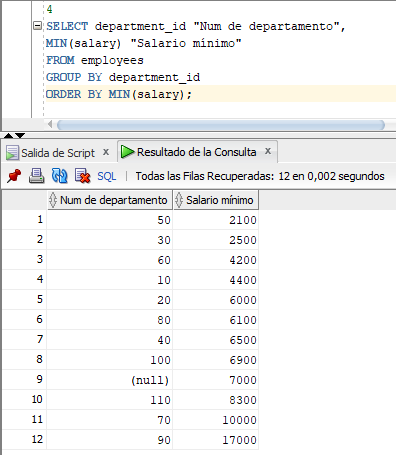 4
SELECT department_id "Num de departamento",
MIN(salary) "Salario mínimo"
FROM employees
GROUP BY department_id
ORDER BY MIN(salary);
Salida de Script x Resultado de la Consulta x
SQL | Todas las Filas Recuperadas: 12 en 0,002 segundos
Num de departamento Salario mínimo
1 50 2100
2 30 2500
3 60 4200
4 10 4400
5 20 6000
6 80 6100
7 40 6500
8 100 6900
9 (null) 7000
10 110 8300
11 70 10000
12 90 17000